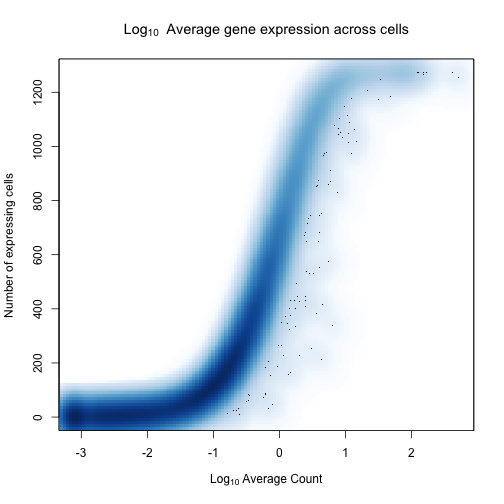 Log₁₀ Average gene expression across cells
Number of expressing cells
1200
1000
800
600
400
200
0
-3 -2 -1 0 1 2
Log₁₀ Average Count